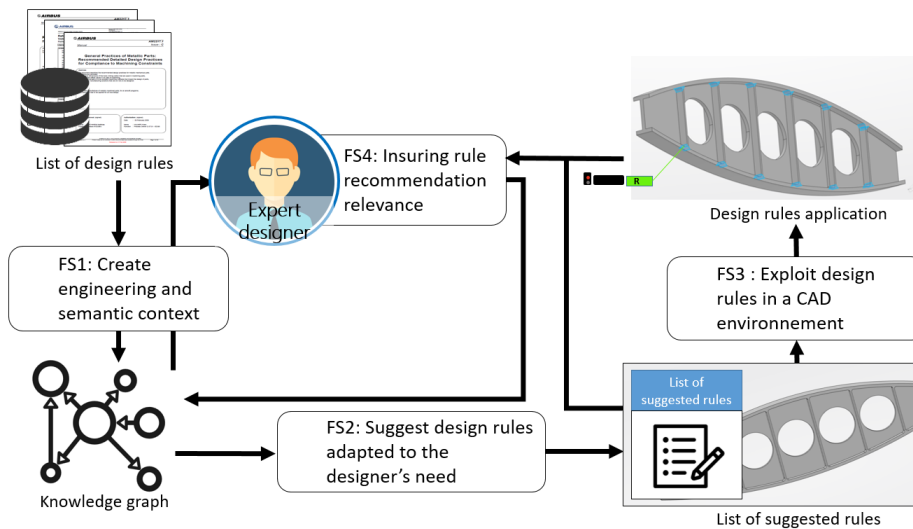 AIRBUS
General Practices of Metallic Parts:
Recommended Detailed Design Practices
for Compliance to Machining Constraints
List of design rules
FS1: Create
engineering and
semantic context
Knowledge graph
Expert
designer
FS4: Insuring rule
recommendation
relevance
FS2: Suggest design rules
adapted to the
designer’s need
R
Design rules application
FS3 : Exploit design
rules in a CAD
environnement
List of
suggested rules
List of suggested rules